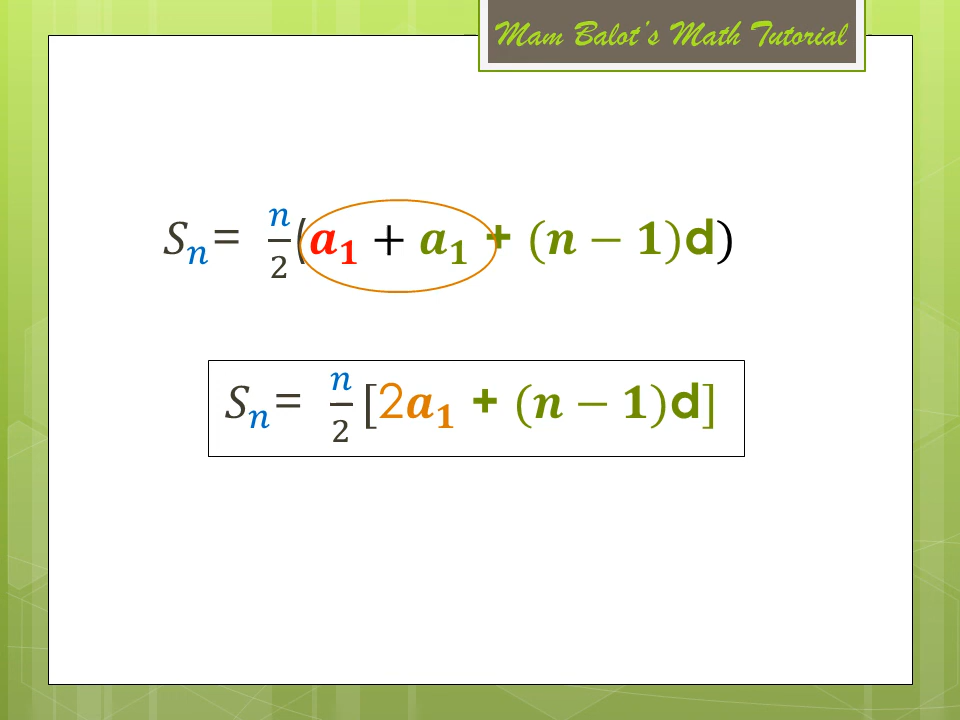 Mam Balot's Math Tutorial
Sₙ= n/2(a₁ + a₁ + (n − 1)d)
Sₙ= n/2[2a₁ + (n − 1)d]